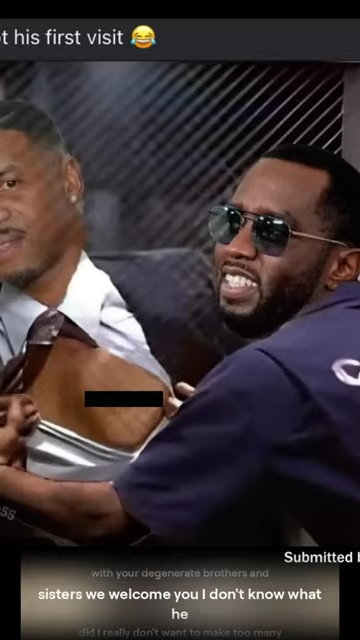 t his first visit 😂
Submitted
with your degenerate brothers and
sisters we welcome you I don't know what
he
did I really don't want to make too many